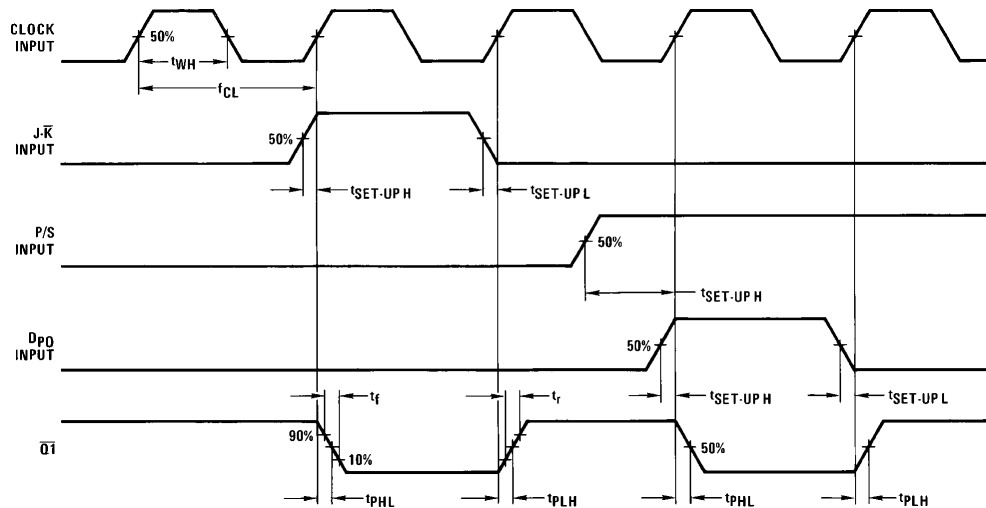 CLOCK
INPUT
50%
tWH
fCL
J·K̅
INPUT
50%
tSET-UP H
tSET-UP L
P/S
INPUT
50%
tSET-UP H
DPO
INPUT
50%
tSET-UP H
tSET-UP L
tf
tr
Q̅1̅
90%
10%
50%
tPHL
tPLH
tPHL
tPLH